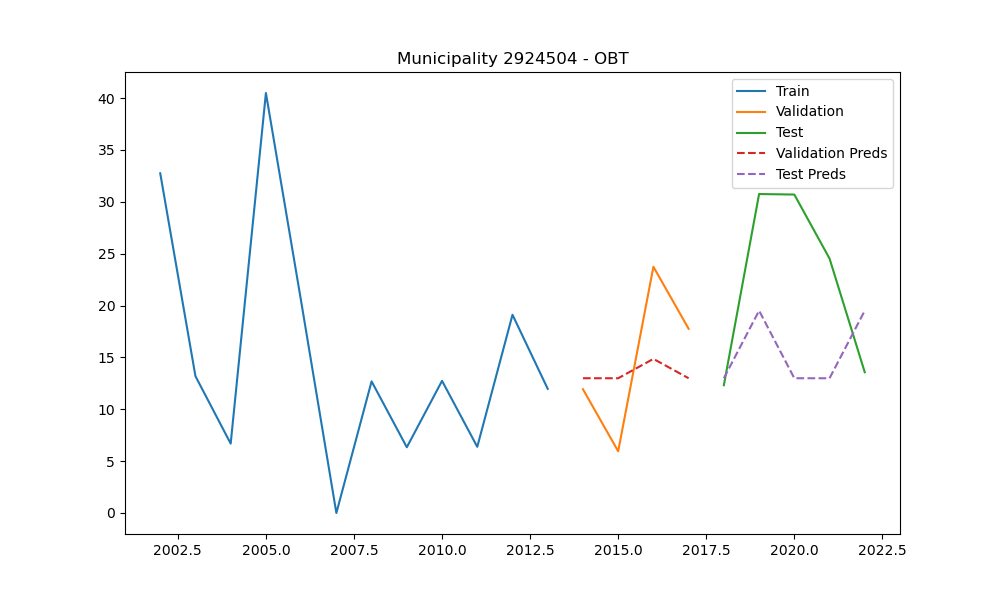 Municipality 2924504 - OBT
Train
Validation
Test
Validation Preds
Test Preds
40
35
30
25
20
15
10
5
0
2002.5 2005.0 2007.5 2010.0 2012.5 2015.0 2017.5 2020.0 2022.5